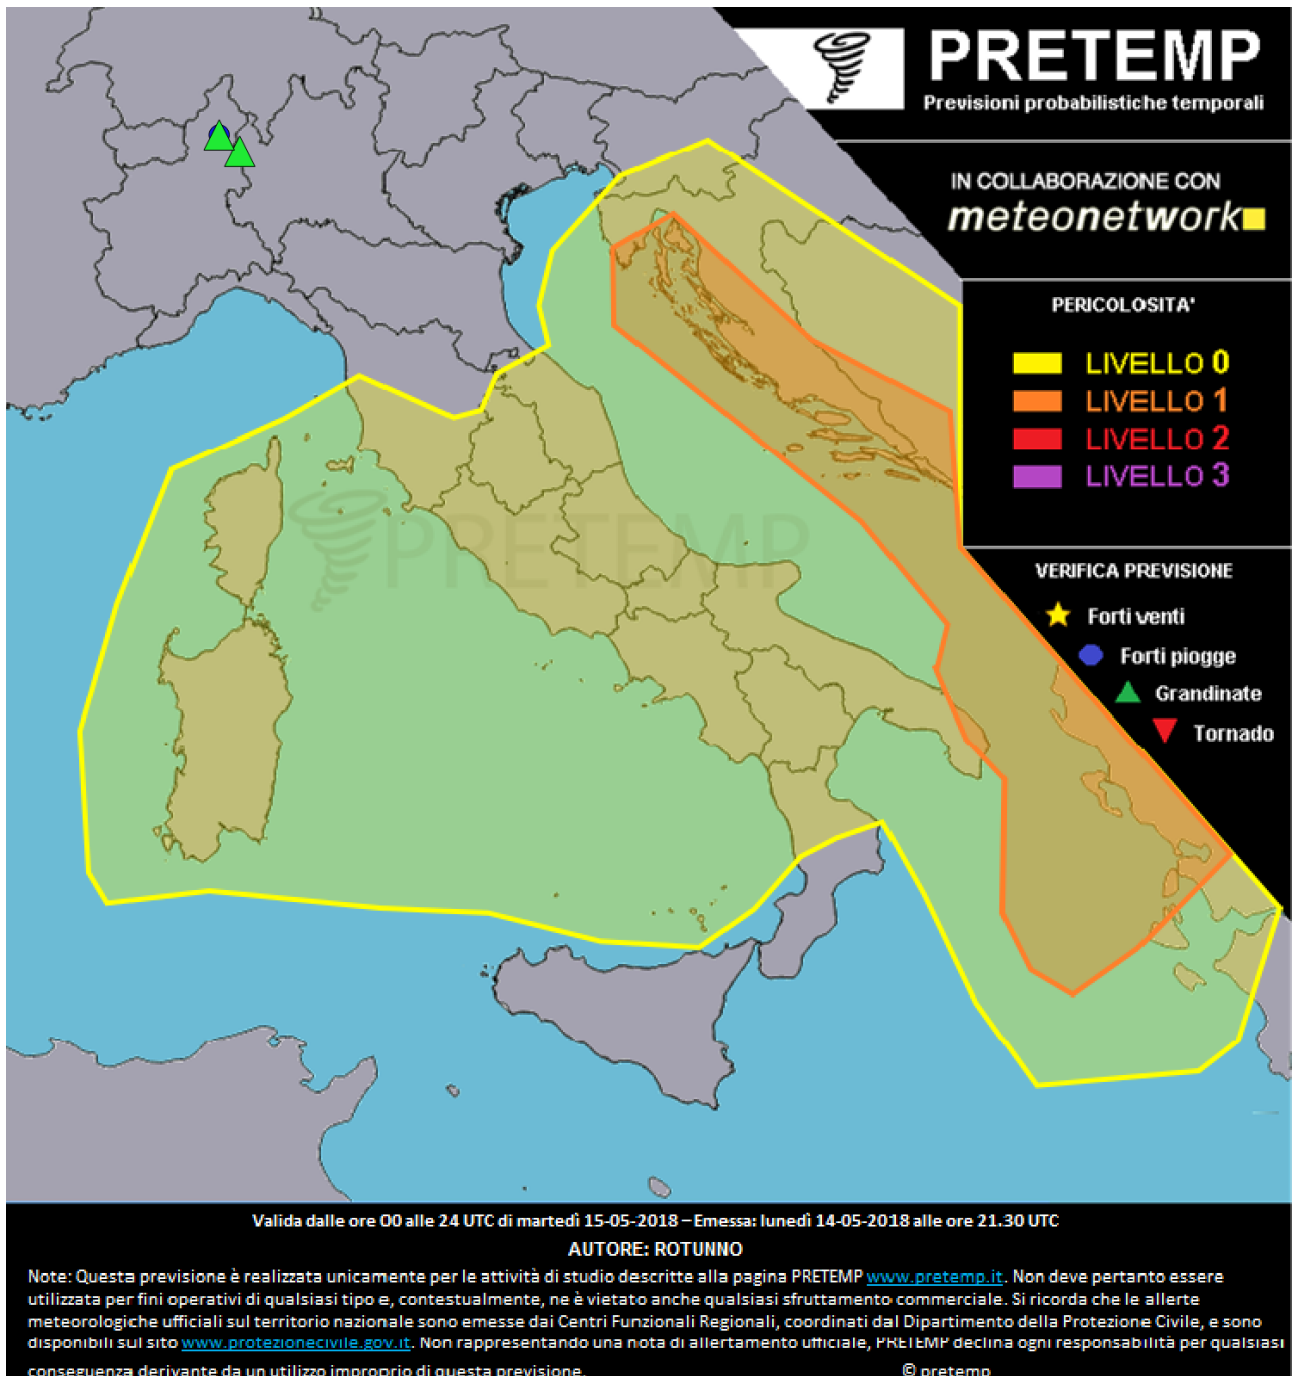 PRETEMP
Previsioni probabilistiche temporali
IN COLLABORAZIONE CON
meteonetwork
PERICOLOSITA'
LIVELLO 0
LIVELLO 1
LIVELLO 2
LIVELLO 3
PRETEMP
VERIFICA PREVISIONE
Forti venti
Forti piogge
Grandinate
Tornado
Valida dalle ore 00 alle 24 UTC di martedì 15-05-2018 – Emessa: lunedì 14-05-2018 alle ore 21.30 UTC
AUTORE: ROTUNNO
Note: Questa previsione è realizzata unicamente per le attività di studio descritte alla pagina PRETEMP www.pretemp.it. Non deve pertanto essere
utilizzata per fini operativi di qualsiasi tipo e, contestualmente, ne è vietato anche qualsiasi sfruttamento commerciale. Si ricorda che le allerte
meteorologiche ufficiali sul territorio nazionale sono emesse dai Centri Funzionali Regionali, coordinati dal Dipartimento della Protezione Civile, e sono
disponibili sul sito www.protezionecivile.gov.it. Non rappresentando una nota di allertamento ufficiale, PRETEMP declina ogni responsabilità per qualsiasi
conseguenza derivante da un utilizzo improprio di questa previsione. © pretemp